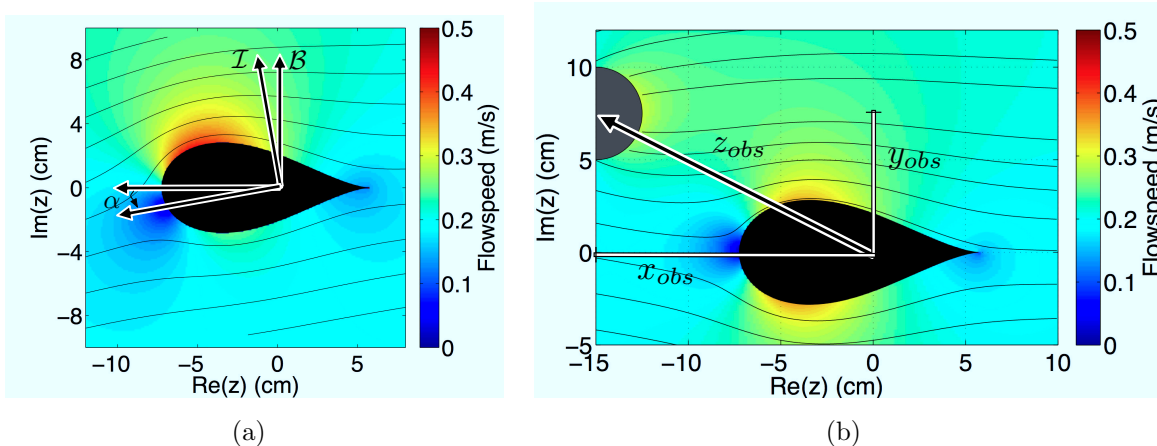 8
4
0
−4
−8
−10
−5
0
5
Im(z) (cm)
Re(z) (cm)
ℐ
ℬ
α
0.5
0.4
0.3
0.2
0.1
0
Flowspeed (m/s)
(a)
10
5
0
−5
−15
−10
−5
0
5
10
Im(z) (cm)
Re(z) (cm)
z_obs
y_obs
x_obs
0.5
0.4
0.3
0.2
0.1
0
Flowspeed (m/s)
(b)